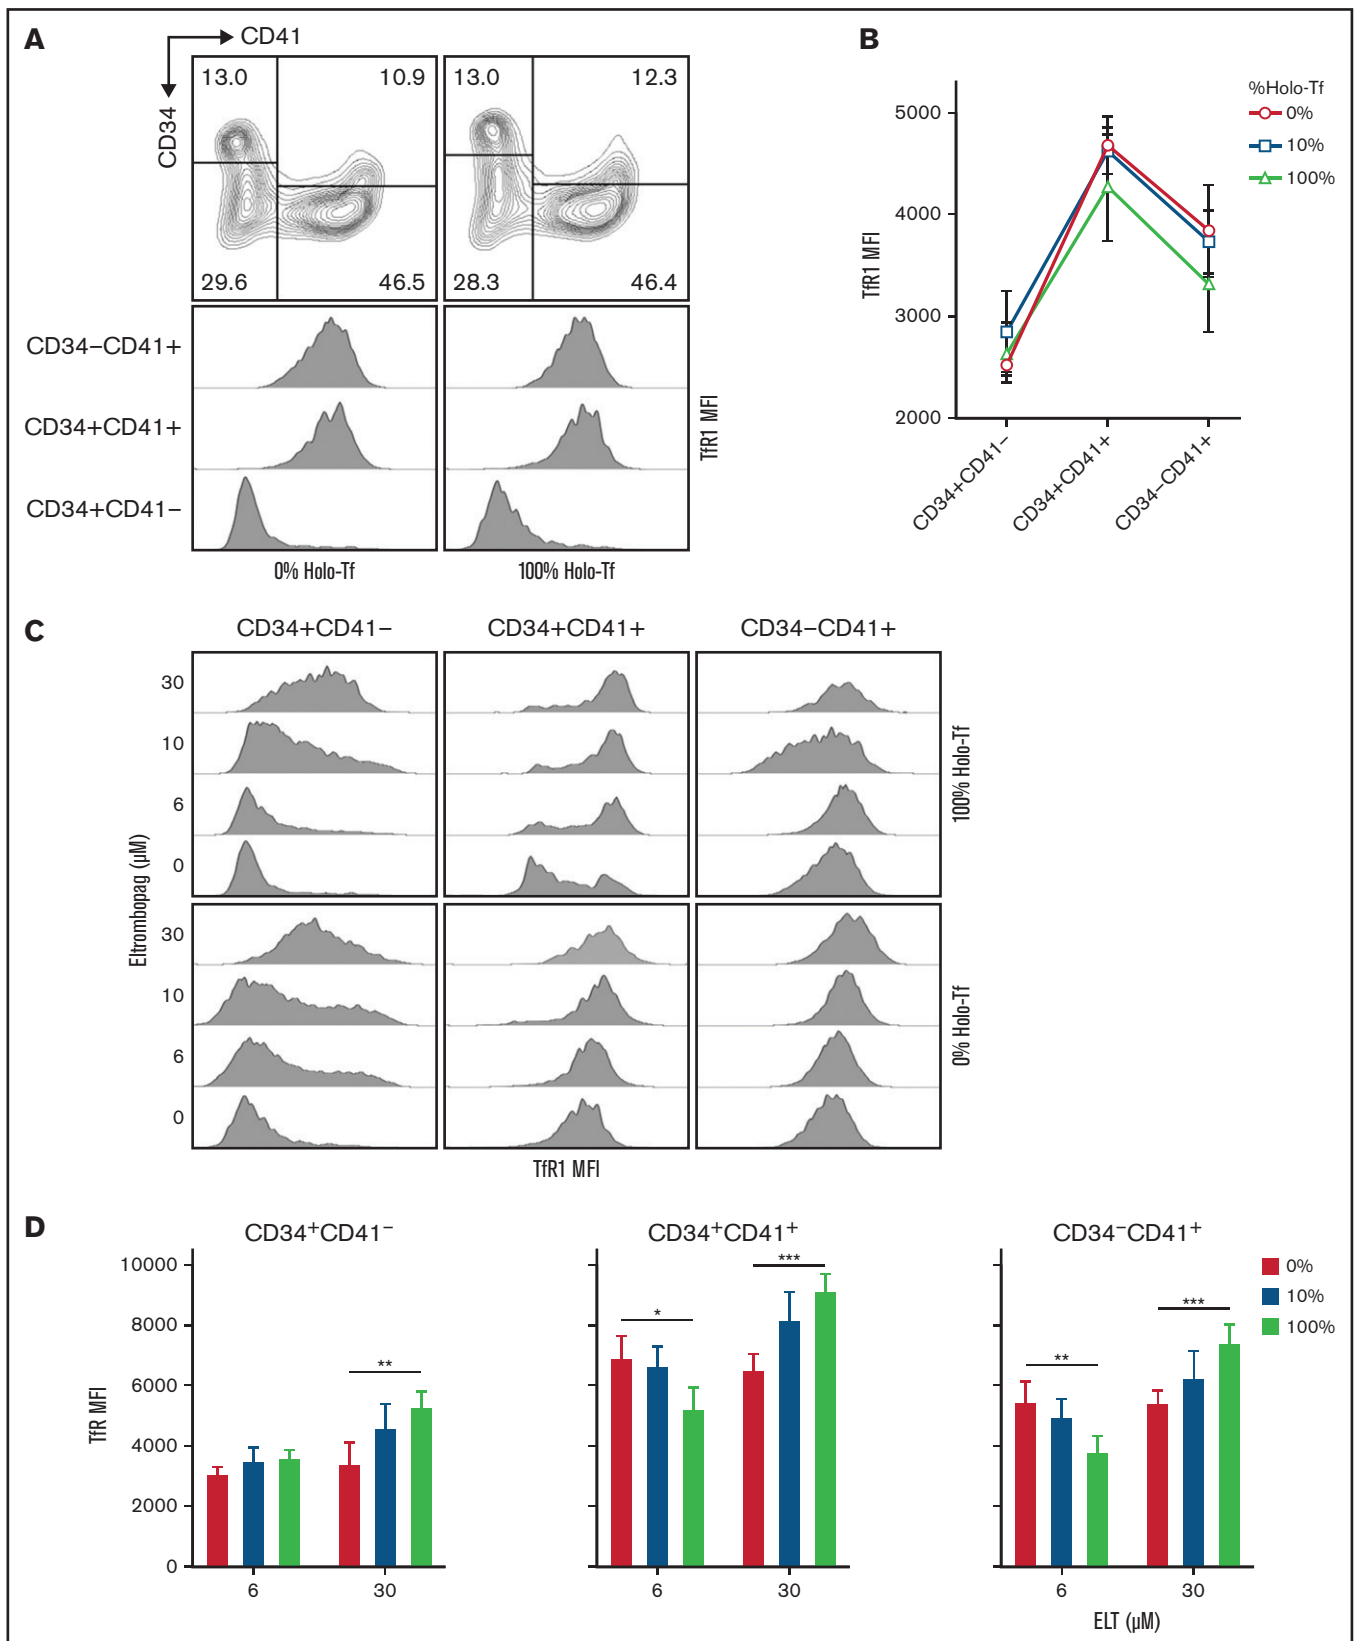 A
CD41
CD34
13.0
10.9
29.6
46.5
13.0
12.3
28.3
46.4
CD34–CD41+
CD34+CD41+
CD34+CD41–
TfR1 MFI
0% Holo-Tf
100% Holo-Tf
B
TfR1 MFI
5000
4000
3000
2000
CD34+CD41–
CD34+CD41+
CD34–CD41+
%Holo-Tf
0%
10%
100%
C
CD34+CD41–
CD34+CD41+
CD34–CD41+
Eltrombopag (µM)
30
10
6
0
100% Holo-Tf
30
10
6
0
0% Holo-Tf
TfR1 MFI
D
TfR MFI
10000
8000
6000
4000
2000
0
CD34⁺CD41⁻
**
6
30
CD34⁺CD41⁺
*
***
6
30
CD34⁻CD41⁺
**
***
6
30
ELT (µM)
0%
10%
100%